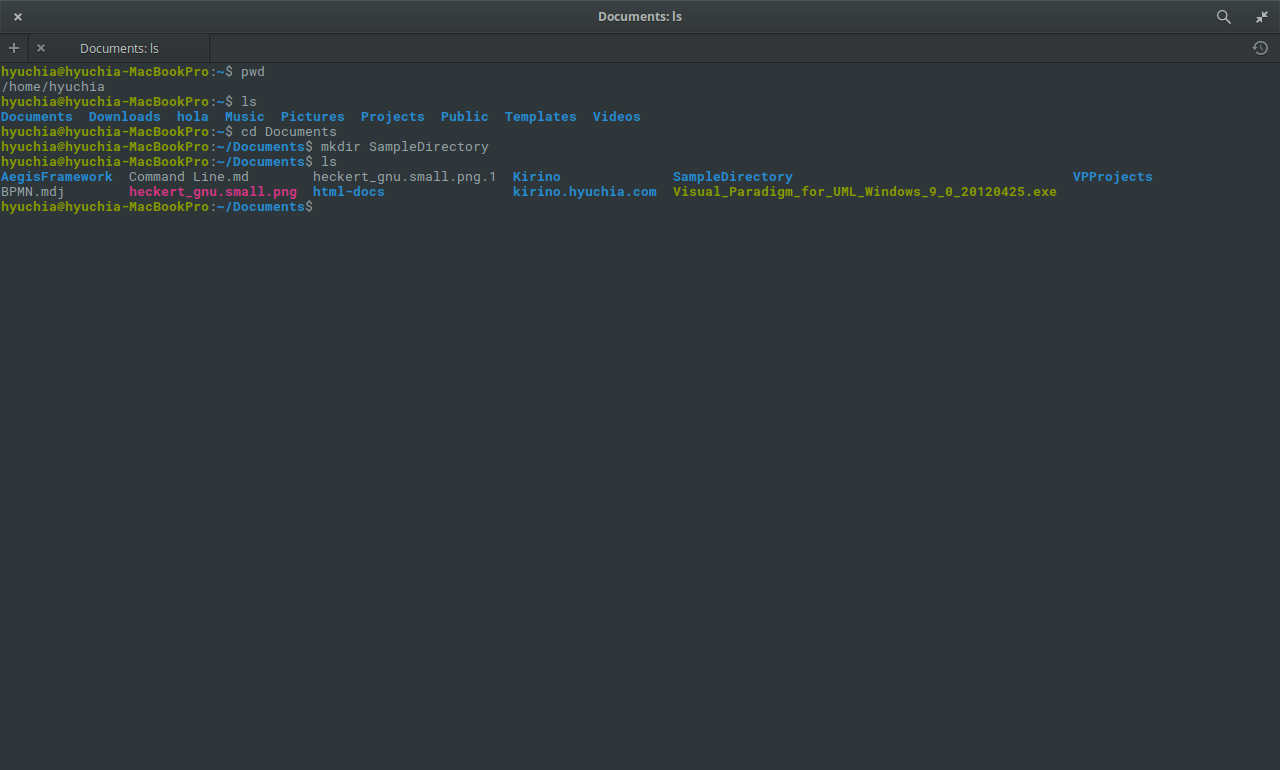 Documents: ls
Documents: ls
hyuchia@hyuchia-MacBookPro:~$ pwd
/home/hyuchia
hyuchia@hyuchia-MacBookPro:~$ ls
Documents  Downloads  hola  Music  Pictures  Projects  Public  Templates  Videos
hyuchia@hyuchia-MacBookPro:~$ cd Documents
hyuchia@hyuchia-MacBookPro:~/Documents$ mkdir SampleDirectory
hyuchia@hyuchia-MacBookPro:~/Documents$ ls
AegisFramework  Command Line.md        heckert_gnu.small.png.1  Kirino              SampleDirectory                                   VPProjects
BPMN.mdj        heckert_gnu.small.png  html-docs                kirino.hyuchia.com  Visual_Paradigm_for_UML_Windows_9_0_20120425.exe
hyuchia@hyuchia-MacBookPro:~/Documents$